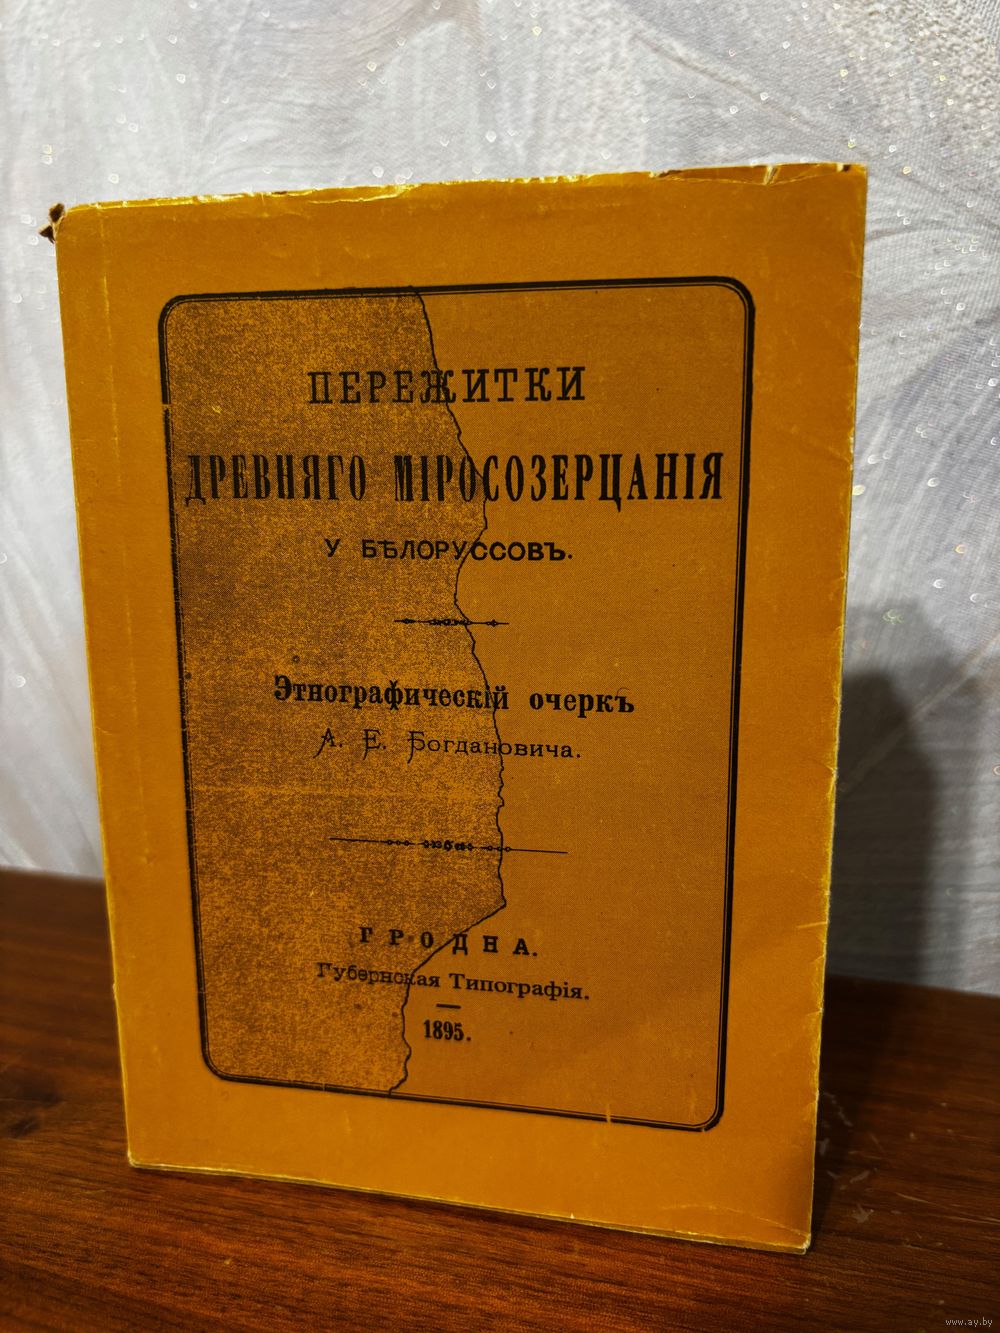 ПЕРЕЖИТКИ
ДРЕВНЯГО МІРОСОЗЕРЦАНІЯ
У БѢЛОРУССОВЪ.
Этнографическій очеркъ
А. Е. Богдановича.
ГРОДНА.
Губернская Типографія.
1895.
www.ay.by